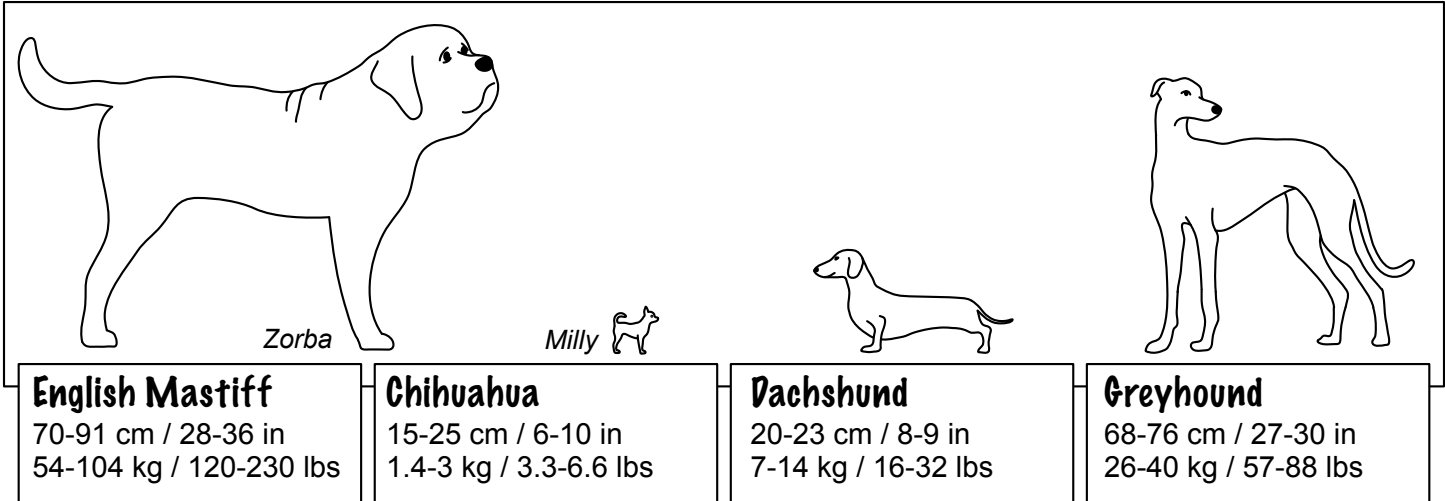 Zorba
Milly
English Mastiff
70-91 cm / 28-36 in
54-104 kg / 120-230 lbs
Chihuahua
15-25 cm / 6-10 in
1.4-3 kg / 3.3-6.6 lbs
Dachshund
20-23 cm / 8-9 in
7-14 kg / 16-32 lbs
Greyhound
68-76 cm / 27-30 in
26-40 kg / 57-88 lbs